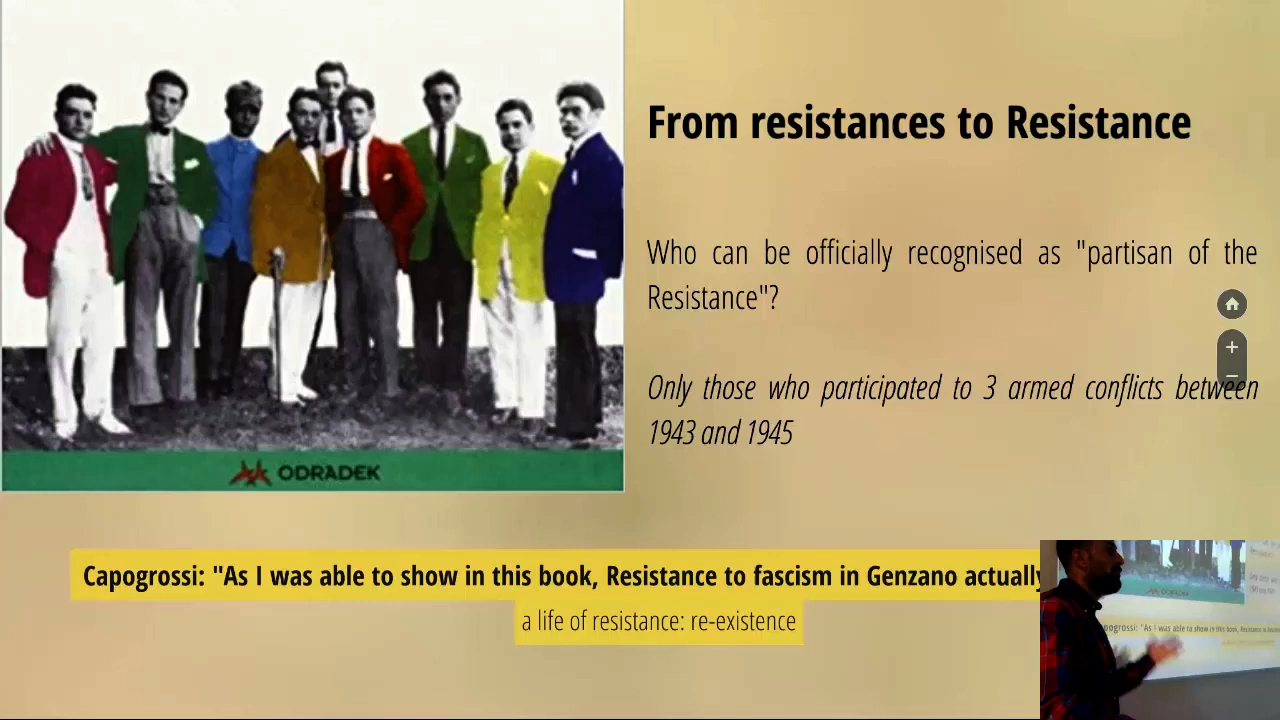 From resistances to Resistance
Who can be officially recognised as "partisan of the
Resistance"?
Only those who participated to 3 armed conflicts between
1943 and 1945
ODRADEK
Capogrossi: "As I was able to show in this book, Resistance to fascism in Genzano actually
a life of resistance: re-existence